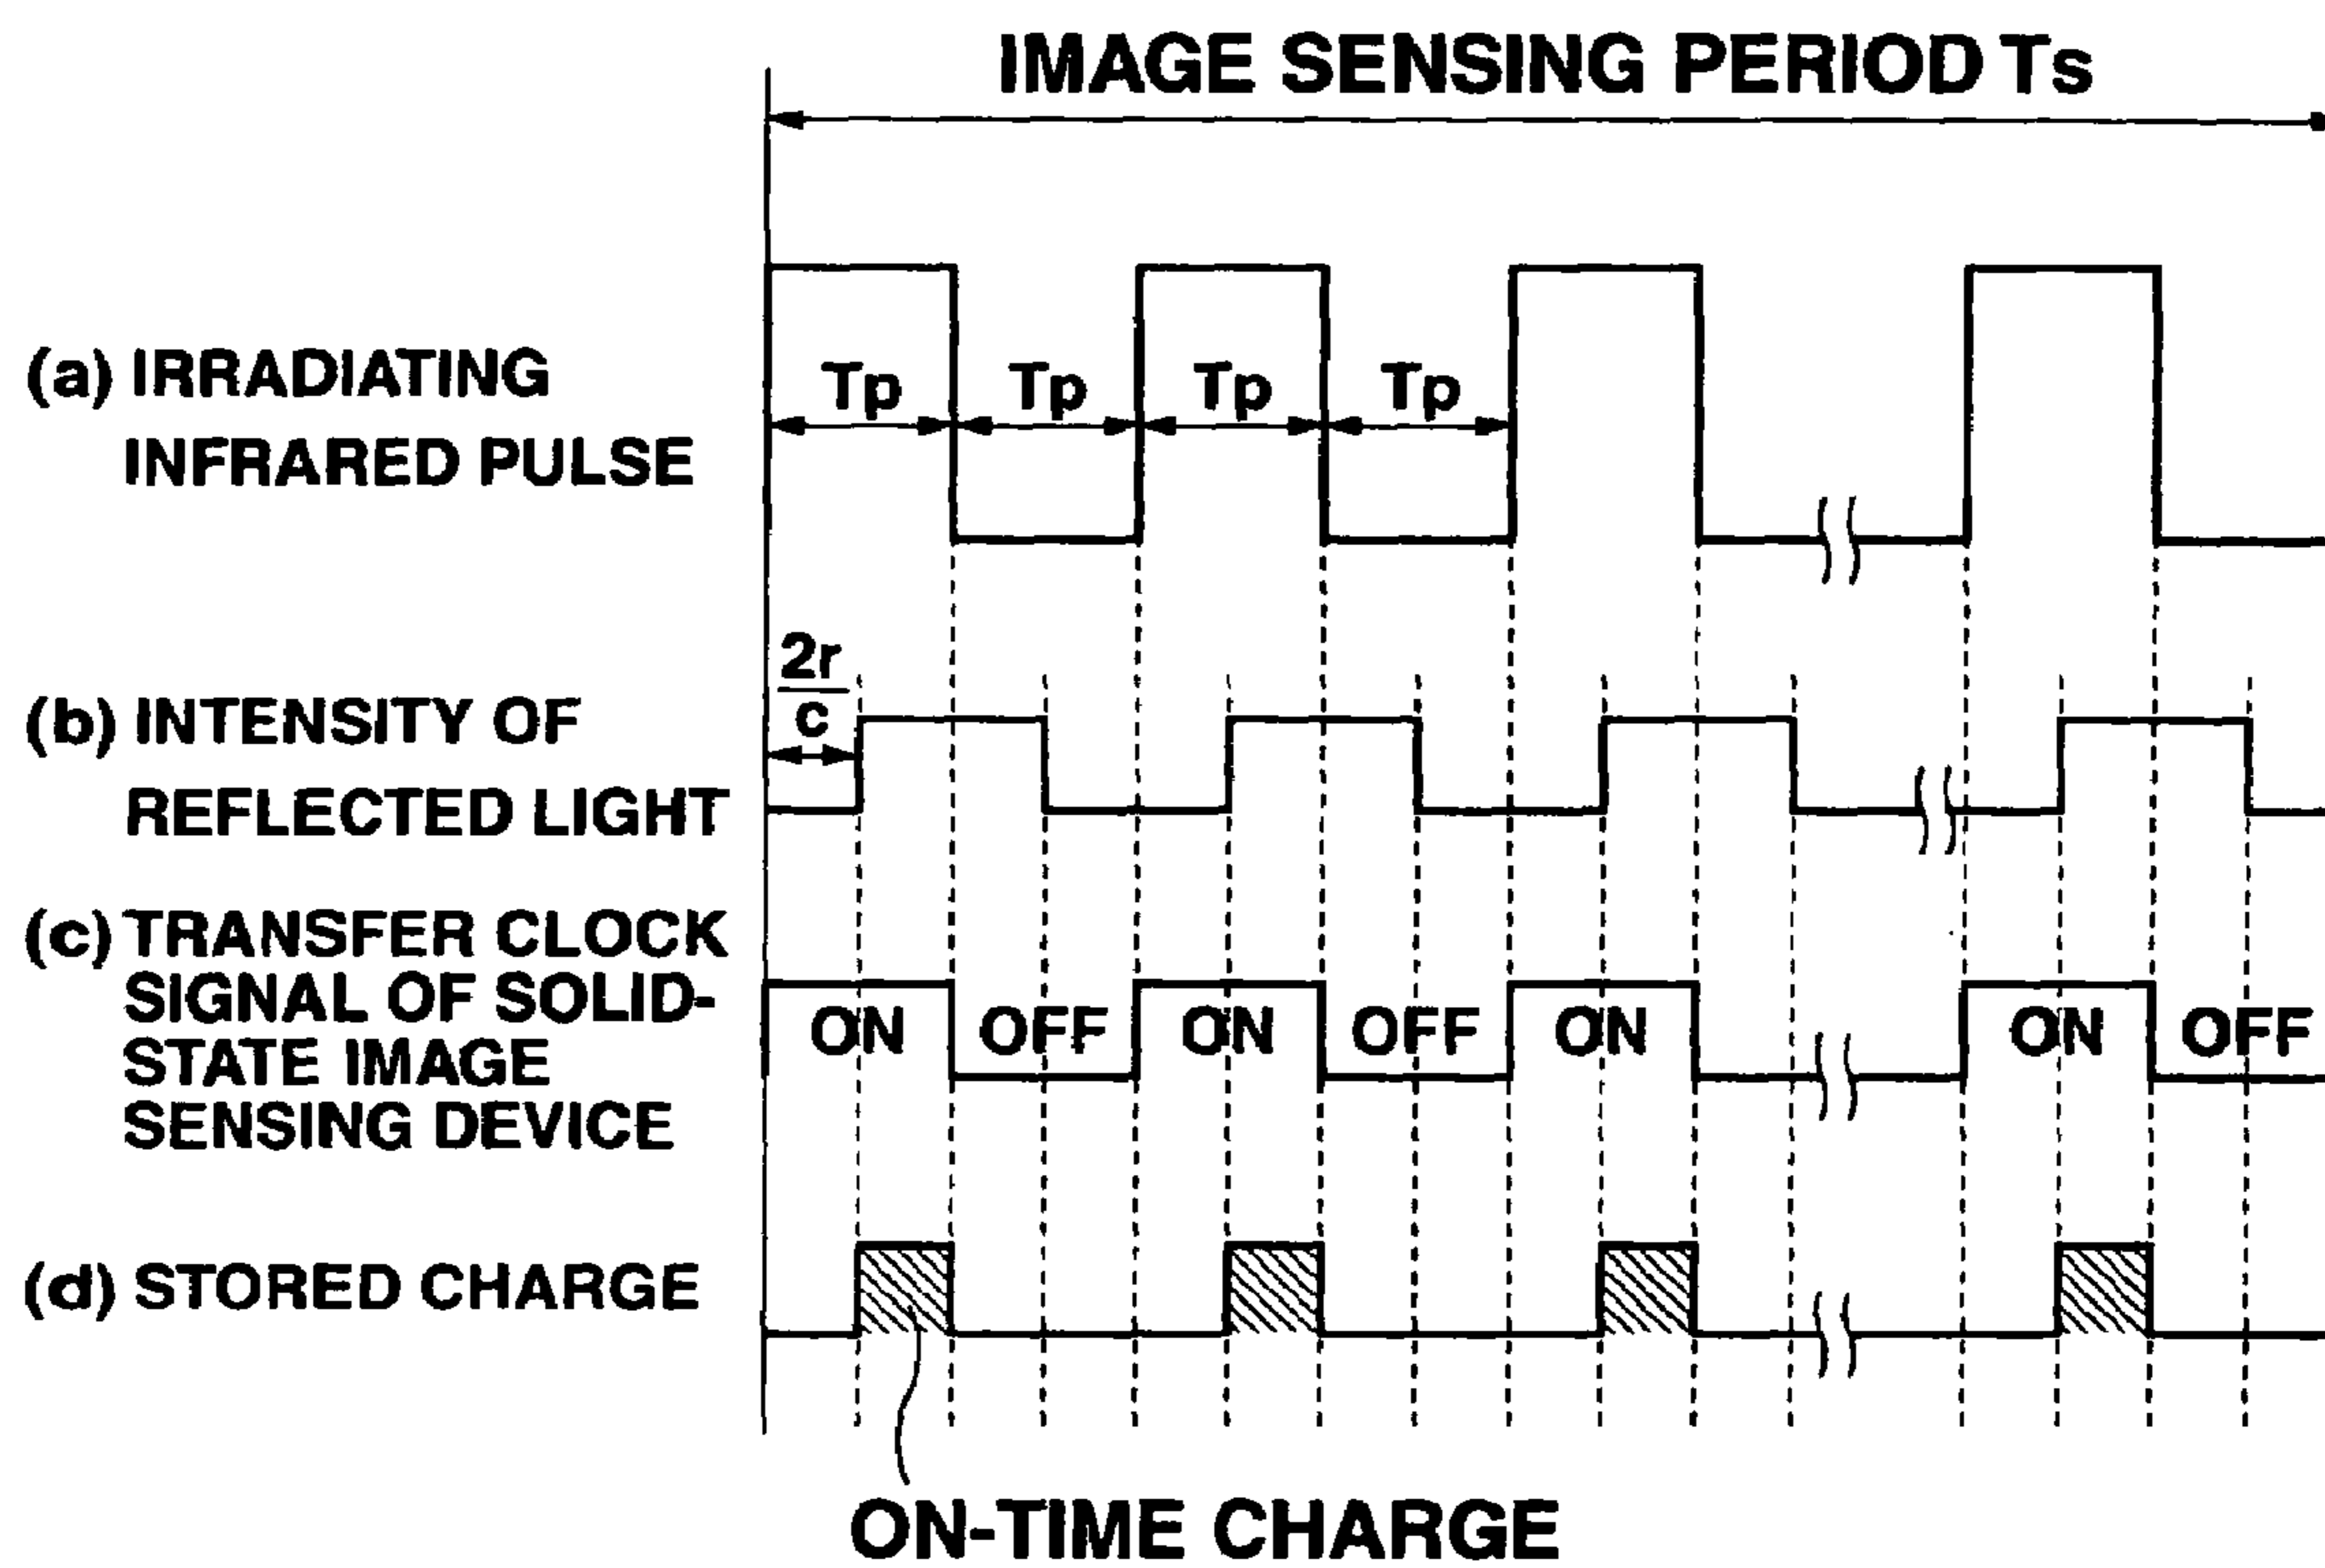 IMAGE SENSING PERIOD Ts
(a) IRRADIATING
INFRARED PULSE
Tp Tp Tp Tp
2r
c
(b) INTENSITY OF
REFLECTED LIGHT
(c) TRANSFER CLOCK
SIGNAL OF SOLID-
STATE IMAGE
SENSING DEVICE
ON OFF ON OFF ON ON OFF
(d) STORED CHARGE
ON-TIME CHARGE